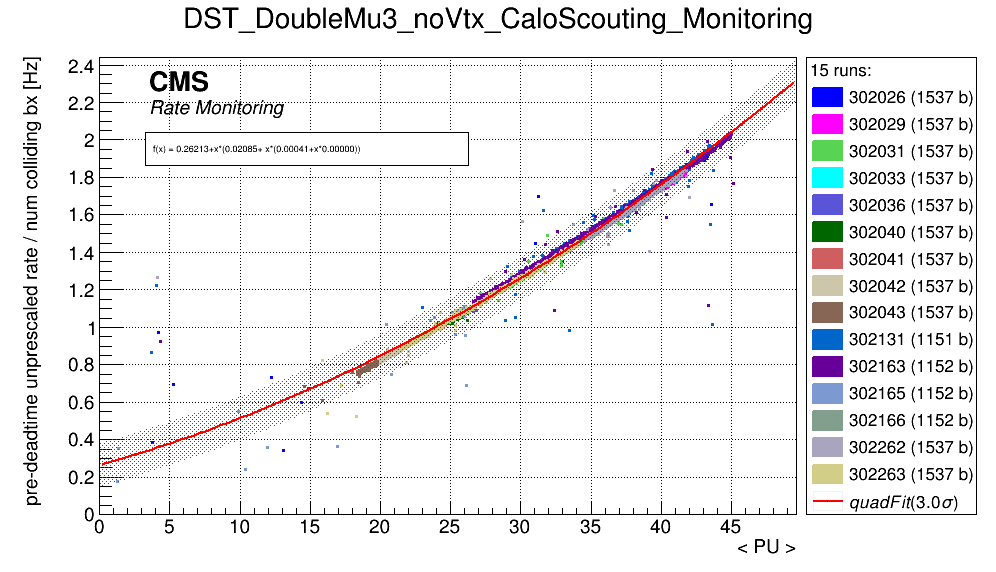 DST_DoubleMu3_noVtx_CaloScouting_Monitoring
pre-deadtime unprescaled rate / num colliding bx [Hz]
2.4
2.2
2
1.8
1.6
1.4
1.2
1
0.8
0.6
0.4
0.2
0
CMS
Rate Monitoring
f(x) = 0.26213+x*(0.02085+ x*(0.00041+x*0.00000))
0 5 10 15 20 25 30 35 40 45
< PU >
15 runs:
302026 (1537 b)
302029 (1537 b)
302031 (1537 b)
302033 (1537 b)
302036 (1537 b)
302040 (1537 b)
302041 (1537 b)
302042 (1537 b)
302043 (1537 b)
302131 (1151 b)
302163 (1152 b)
302165 (1152 b)
302166 (1152 b)
302262 (1537 b)
302263 (1537 b)
quadFit(3.0σ)